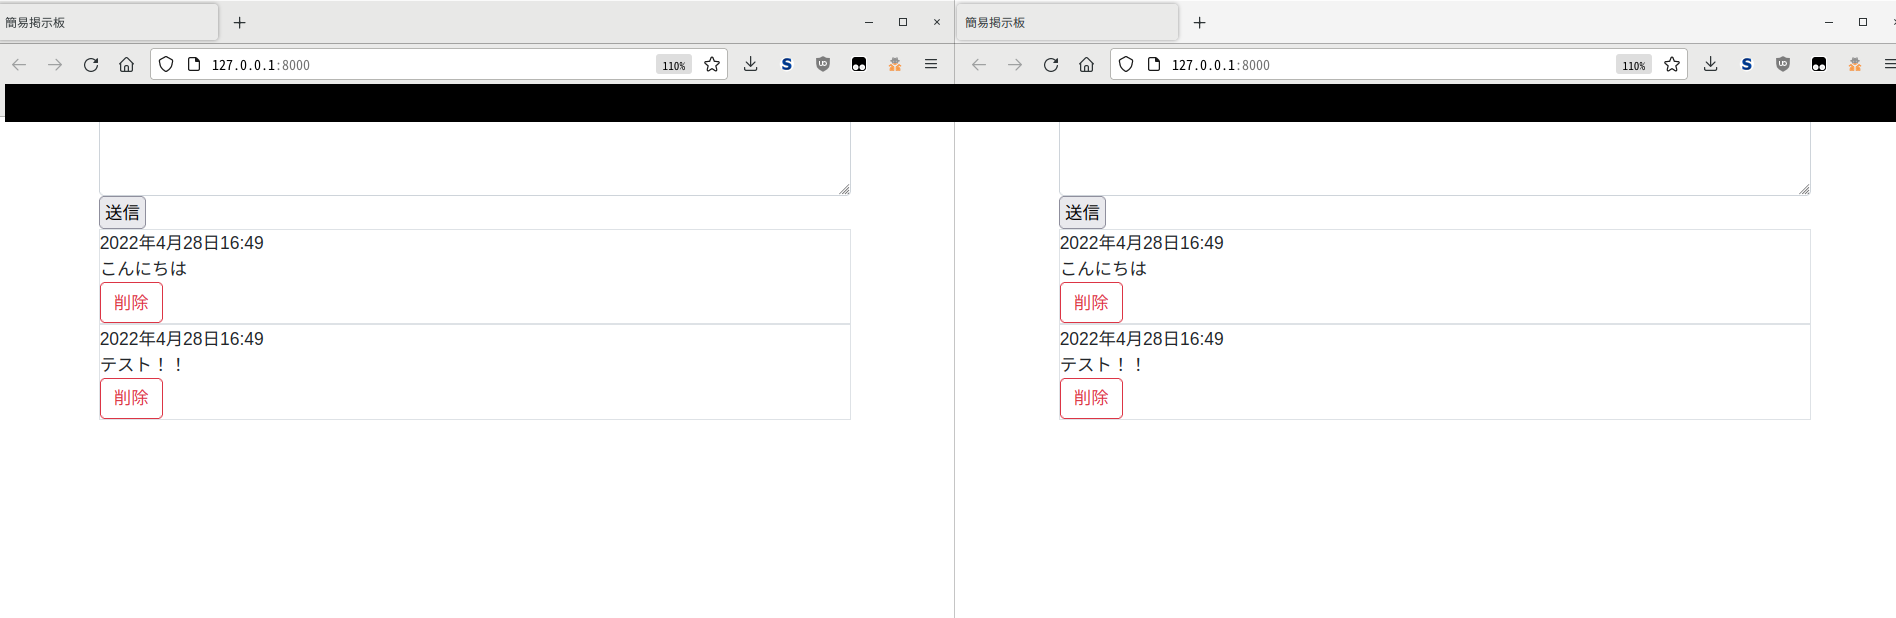 簡易掲示板
127.0.0.1:8000
110%
S
送信
2022年4月28日16:49
こんにちは
削除
2022年4月28日16:49
テスト！！
削除
簡易掲示板
127.0.0.1:8000
110%
S
送信
2022年4月28日16:49
こんにちは
削除
2022年4月28日16:49
テスト！！
削除